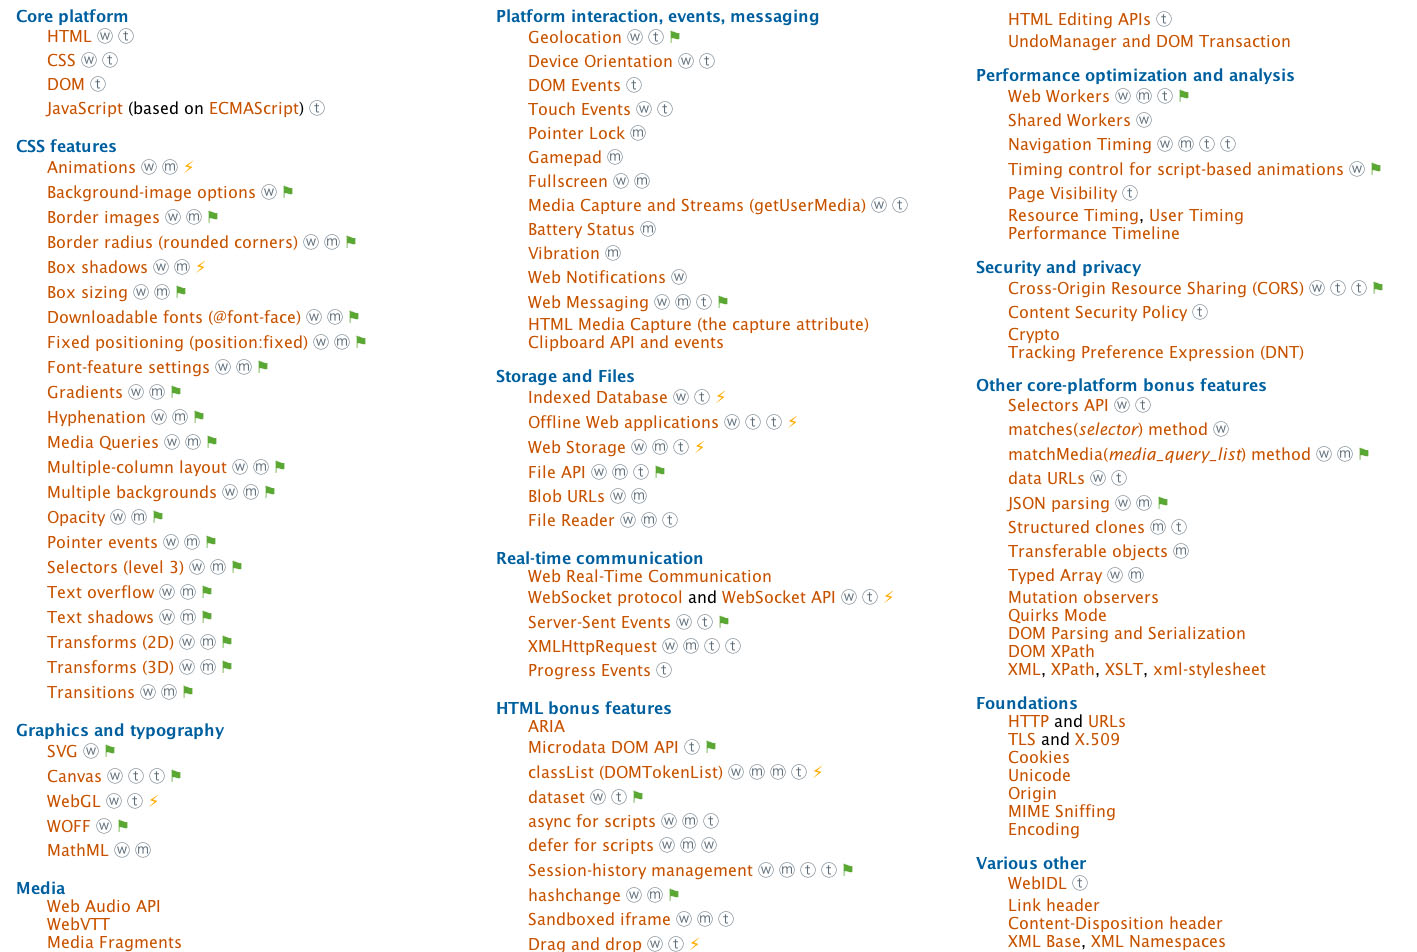 Core platform
HTML ⓦ ⓣ
CSS ⓦ ⓣ
DOM ⓣ
JavaScript (based on ECMAScript) ⓣ
CSS features
Animations ⓦ ⓜ ⚡
Background-image options ⓦ ⚑
Border images ⓦ ⓜ ⚑
Border radius (rounded corners) ⓦ ⓜ ⚑
Box shadows ⓦ ⓜ ⚡
Box sizing ⓦ ⓜ ⚑
Downloadable fonts (@font-face) ⓦ ⓜ ⚑
Fixed positioning (position:fixed) ⓦ ⓜ ⚑
Font-feature settings ⓦ ⓜ ⚑
Gradients ⓦ ⓜ ⚑
Hyphenation ⓦ ⓜ ⚑
Media Queries ⓦ ⓜ ⚑
Multiple-column layout ⓦ ⓜ ⚑
Multiple backgrounds ⓦ ⓜ ⚑
Opacity ⓦ ⓜ ⚑
Pointer events ⓦ ⓜ ⚑
Selectors (level 3) ⓦ ⓜ ⚑
Text overflow ⓦ ⓜ ⚑
Text shadows ⓦ ⓜ ⚑
Transforms (2D) ⓦ ⓜ ⚑
Transforms (3D) ⓦ ⓜ ⚑
Transitions ⓦ ⓜ ⚑
Graphics and typography
SVG ⓦ ⚑
Canvas ⓦ ⓣ ⓣ ⚑
WebGL ⓦ ⓣ ⚡
WOFF ⓦ ⚑
MathML ⓦ ⓜ
Media
Web Audio API
WebVTT
Media Fragments
Platform interaction, events, messaging
Geolocation ⓦ ⓣ ⚑
Device Orientation ⓦ ⓣ
DOM Events ⓣ
Touch Events ⓦ ⓣ
Pointer Lock ⓜ
Gamepad ⓜ
Fullscreen ⓦ ⓜ
Media Capture and Streams (getUserMedia) ⓦ ⓣ
Battery Status ⓜ
Vibration ⓜ
Web Notifications ⓦ
Web Messaging ⓦ ⓜ ⓣ ⚑
HTML Media Capture (the capture attribute)
Clipboard API and events
Storage and Files
Indexed Database ⓦ ⓣ ⚡
Offline Web applications ⓦ ⓣ ⓣ ⚡
Web Storage ⓦ ⓜ ⓣ ⚡
File API ⓦ ⓜ ⓣ ⚑
Blob URLs ⓦ ⓜ
File Reader ⓦ ⓜ ⓣ
Real-time communication
Web Real-Time Communication
WebSocket protocol and WebSocket API ⓦ ⓣ ⚡
Server-Sent Events ⓦ ⓣ ⚑
XMLHttpRequest ⓦ ⓜ ⓣ ⓣ
Progress Events ⓣ
HTML bonus features
ARIA
Microdata DOM API ⓣ ⚑
classList (DOMTokenList) ⓦ ⓜ ⓜ ⓣ ⚡
dataset ⓦ ⓣ ⚑
async for scripts ⓦ ⓜ ⓣ
defer for scripts ⓦ ⓜ ⓦ
Session-history management ⓦ ⓜ ⓣ ⓣ ⚑
hashchange ⓦ ⓜ ⚑
Sandboxed iframe ⓦ ⓜ ⓣ
Drag and drop ⓦ ⓣ ⚡
HTML Editing APIs ⓣ
UndoManager and DOM Transaction
Performance optimization and analysis
Web Workers ⓦ ⓜ ⓣ ⚑
Shared Workers ⓦ
Navigation Timing ⓦ ⓜ ⓣ ⓣ
Timing control for script-based animations ⓦ ⚑
Page Visibility ⓣ
Resource Timing, User Timing
Performance Timeline
Security and privacy
Cross-Origin Resource Sharing (CORS) ⓦ ⓣ ⓣ ⚑
Content Security Policy ⓣ
Crypto
Tracking Preference Expression (DNT)
Other core-platform bonus features
Selectors API ⓦ ⓣ
matches(selector) method ⓦ
matchMedia(media_query_list) method ⓦ ⓜ ⚑
data URLs ⓦ ⓣ
JSON parsing ⓦ ⓜ ⚑
Structured clones ⓜ ⓣ
Transferable objects ⓜ
Typed Array ⓦ ⓜ
Mutation observers
Quirks Mode
DOM Parsing and Serialization
DOM XPath
XML, XPath, XSLT, xml-stylesheet
Foundations
HTTP and URLs
TLS and X.509
Cookies
Unicode
Origin
MIME Sniffing
Encoding
Various other
WebIDL ⓣ
Link header
Content-Disposition header
XML Base, XML Namespaces